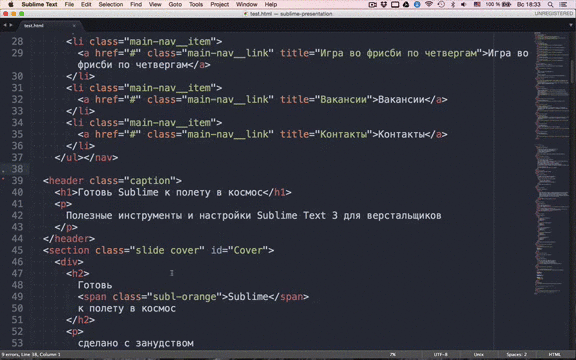 Sublime Text File Edit Selection Find View Goto Tools Project Window Help 100 % Вс 18:33
test.html — sublime-presentation UNREGISTERED
test.html ×
28 <li class="main-nav__item">
29 <a href="#" class="main-nav__link" title="Игра во фрисби по четвергам">Игра во
фрисби по четвергам</a>
30 </li>
31 <li class="main-nav__item">
32 <a href="#" class="main-nav__link" title="Вакансии">Вакансии</a>
33 </li>
34 <li class="main-nav__item">
35 <a href="#" class="main-nav__link" title="Контакты">Контакты</a>
36 </li>
37 </ul></nav>
38
39 <header class="caption">
40 <h1>Готовь Sublime к полету в космос</h1>
41 <p>
42 Полезные инструменты и настройки Sublime Text 3 для верстальщиков
43 </p>
44 </header>
45 <section class="slide cover" id="Cover">
46 <div>
47 <h2>
48 Готовь
49 <span class="subl-orange">Sublime</span>
50 к полету в космос
51 </h2>
52 <p>
53 сделано с занудством
9 errors, Line 38, Column 1 7% UTF-8 Unix Spaces: 2 HTML